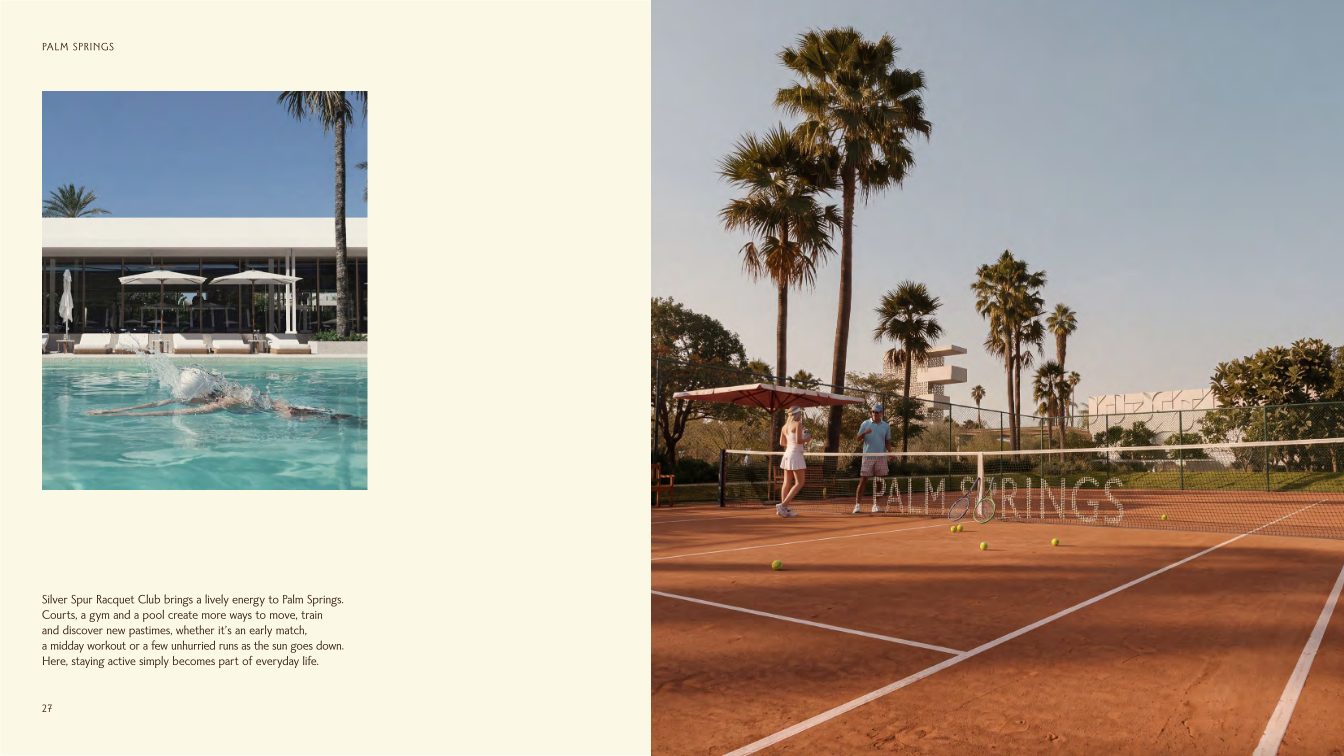 PALM SPRINGS
Silver Spur Racquet Club brings a lively energy to Palm Springs.
Courts, a gym and a pool create more ways to move, train
and discover new pastimes, whether it's an early match,
a midday workout or a few unhurried runs as the sun goes down.
Here, staying active simply becomes part of everyday life.
27
PALM SPRINGS